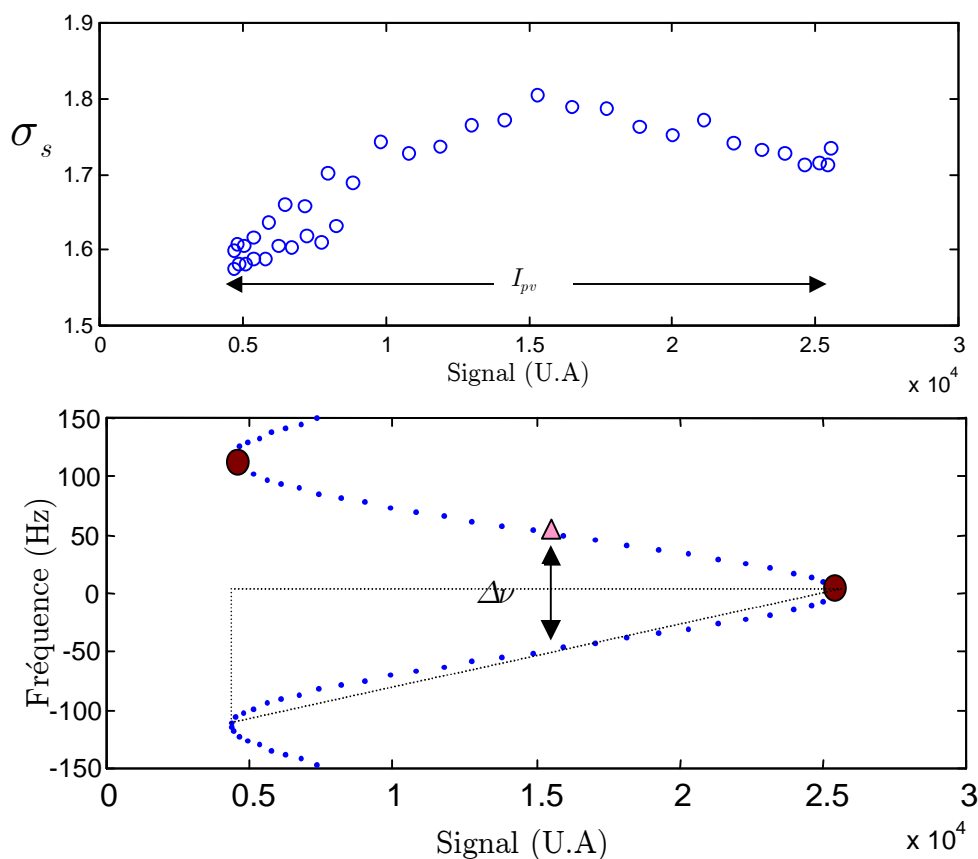 1.9
1.8
σ_s
1.7
1.6
I_pv
1.5
0 0.5 1 1.5 2 2.5 3
Signal (U.A)
x 10^4
150
100
50
Fréquence (Hz)
0
Δν
-50
-100
-150
0 0.5 1 1.5 2 2.5 3
Signal (U.A)
x 10^4